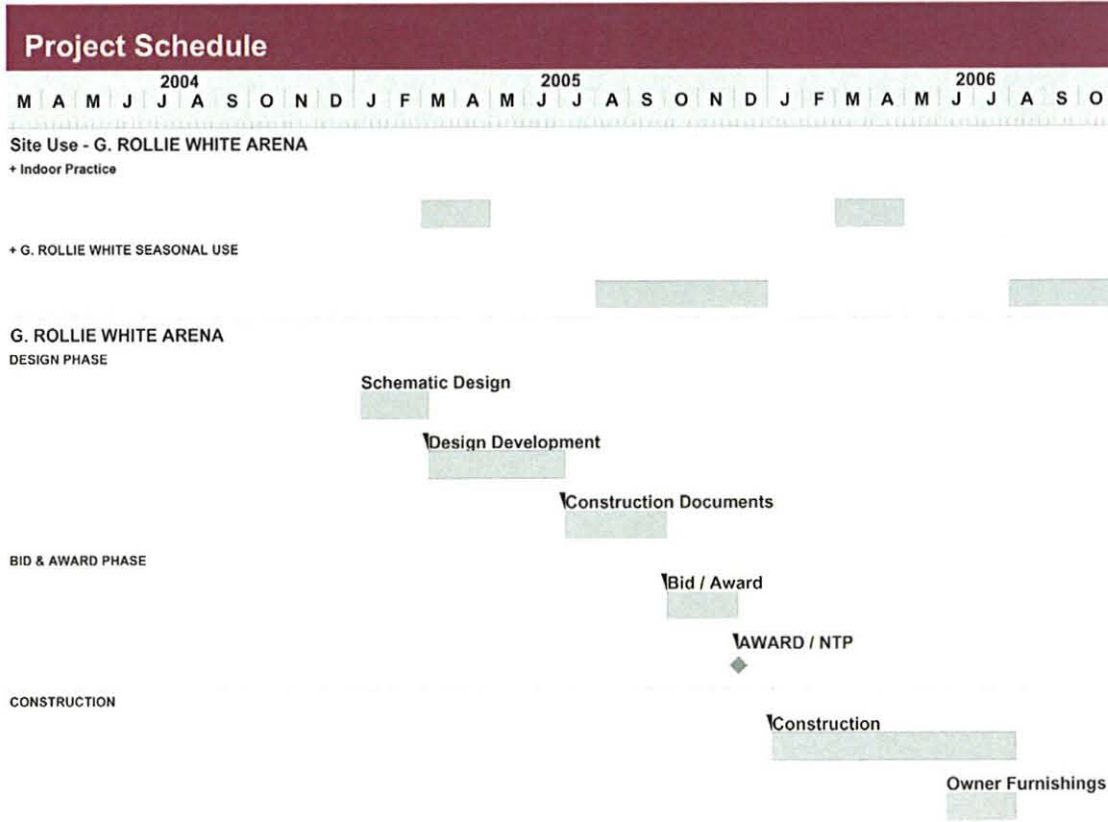 Project Schedule
2004 2005 2006
M A M J J A S O N D J F M A M J J A S O N D J F M A M J J A S O
Site Use - G. ROLLIE WHITE ARENA
+ Indoor Practice
+ G. ROLLIE WHITE SEASONAL USE
G. ROLLIE WHITE ARENA
DESIGN PHASE
Schematic Design
Design Development
Construction Documents
BID & AWARD PHASE
Bid / Award
AWARD / NTP
CONSTRUCTION
Construction
Owner Furnishings